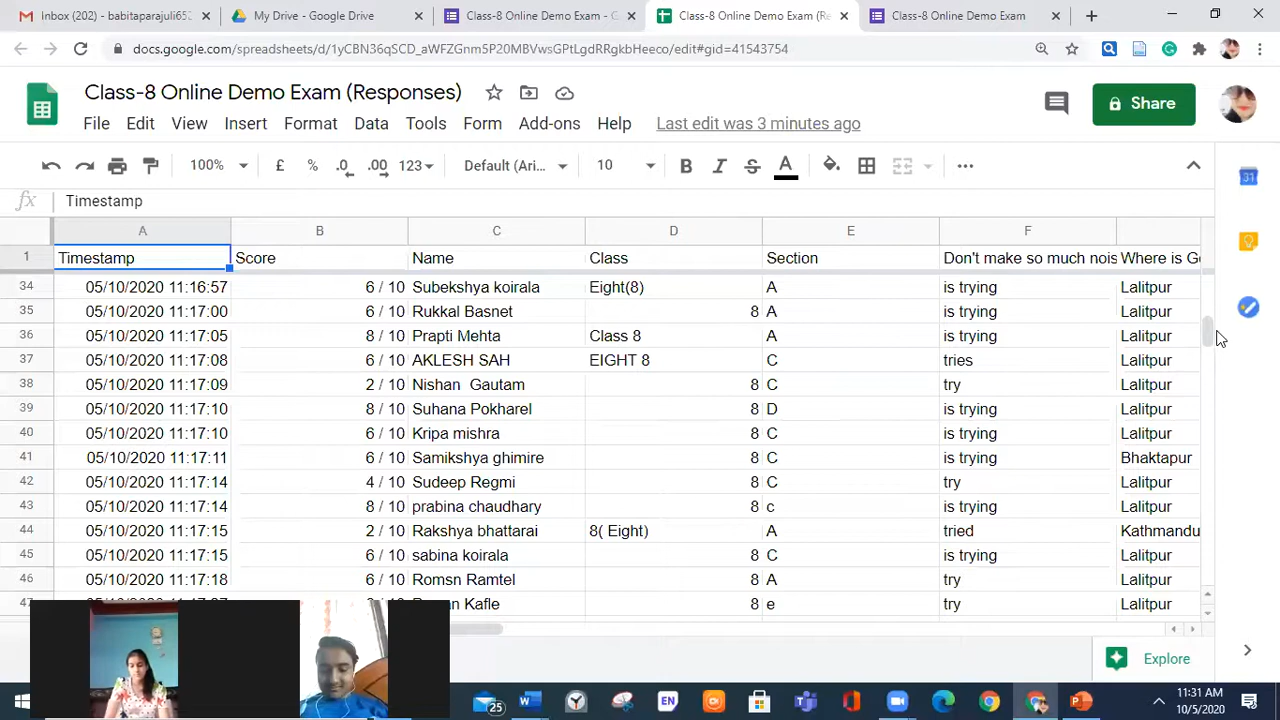 Inbox (202) - babitaparajuli
My Drive - Google Drive
Class-8 Online Demo Exam
Class-8 Online Demo Exam (Re
Class-8 Online Demo Exam
docs.google.com/spreadsheets/d/1yCBN36qSCD_aWFZGnm5P20MBVwsGPtLgdRRgkbHeeco/edit#gid=41543754
Class-8 Online Demo Exam (Responses)
Share
File Edit View Insert Format Data Tools Form Add-ons Help Last edit was 3 minutes ago
100% £ % .0 .00 123 Default (Ari... 10 B I S A
fx Timestamp
A B C D E F
1 Timestamp Score Name Class Section Don't make so much nois Where is Go
34 05/10/2020 11:16:57 6 / 10 Subekshya koirala Eight(8) A is trying Lalitpur
35 05/10/2020 11:17:00 6 / 10 Rukkal Basnet 8 A is trying Lalitpur
36 05/10/2020 11:17:05 8 / 10 Prapti Mehta Class 8 A is trying Lalitpur
37 05/10/2020 11:17:08 6 / 10 AKLESH SAH EIGHT 8 C tries Lalitpur
38 05/10/2020 11:17:09 2 / 10 Nishan Gautam 8 C try Lalitpur
39 05/10/2020 11:17:10 8 / 10 Suhana Pokharel 8 D is trying Lalitpur
40 05/10/2020 11:17:10 6 / 10 Kripa mishra 8 C is trying Lalitpur
41 05/10/2020 11:17:11 6 / 10 Samikshya ghimire 8 C is trying Bhaktapur
42 05/10/2020 11:17:14 4 / 10 Sudeep Regmi 8 C try Lalitpur
43 05/10/2020 11:17:14 8 / 10 prabina chaudhary 8 c is trying Lalitpur
44 05/10/2020 11:17:15 2 / 10 Rakshya bhattarai 8( Eight) A tried Kathmandu
45 05/10/2020 11:17:15 6 / 10 sabina koirala 8 C is trying Lalitpur
46 05/10/2020 11:17:18 6 / 10 Romsn Ramtel 8 A try Lalitpur
Kafle 8 e try Lalitpur
Explore
31
25
EN
11:31 AM
10/5/2020